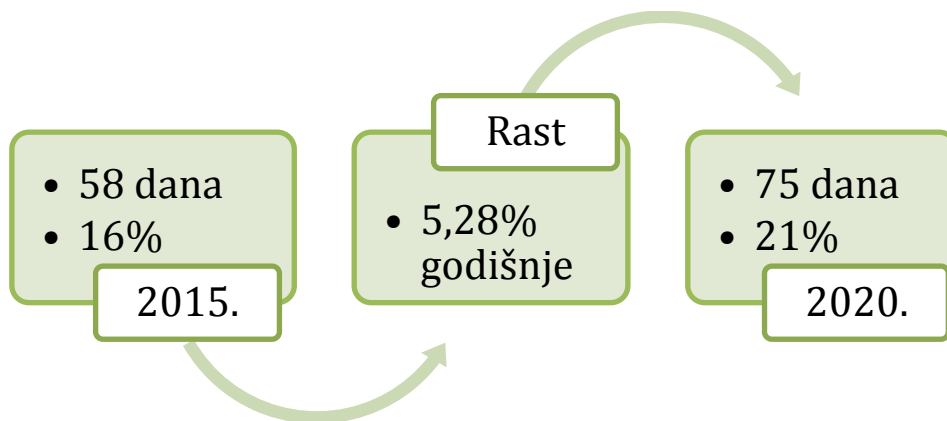 • 58 dana
• 16%
2015.
Rast
• 5,28%
godišnje
• 75 dana
• 21%
2020.